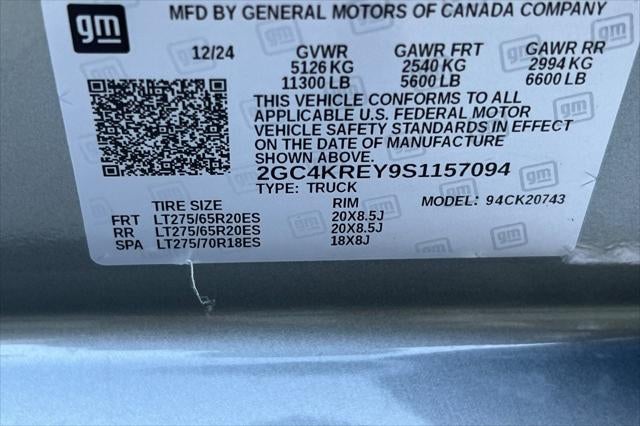 gm
MFD BY GENERAL MOTORS OF CANADA COMPANY
12/24 GVWR GAWR FRT GAWR RR
5126 KG 2540 KG 2994 KG
11300 LB 5600 LB 6600 LB
THIS VEHICLE CONFORMS TO ALL
APPLICABLE U.S. FEDERAL MOTOR
VEHICLE SAFETY STANDARDS IN EFFECT
ON THE DATE OF MANUFACTURE
SHOWN ABOVE.
2GC4KREY9S1157094
TYPE: TRUCK MODEL: 94CK20743
TIRE SIZE RIM
FRT LT275/65R20ES 20X8.5J
RR LT275/65R20ES 20X8.5J
SPA LT275/70R18ES 18X8J